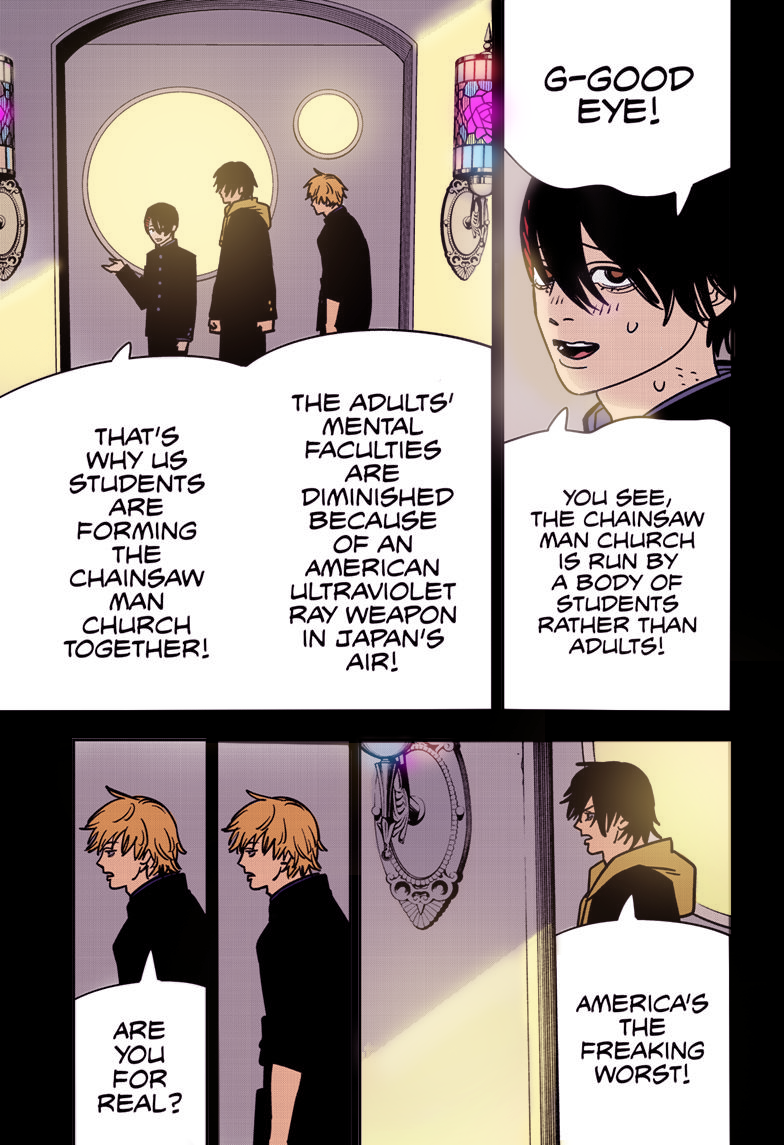 G-GOOD
EYE!
YOU SEE,
THE CHAINSAW
MAN CHURCH
IS RUN BY
A BODY OF
STUDENTS
RATHER THAN
ADULTS!
THE ADULTS'
MENTAL
FACULTIES
ARE
DIMINISHED
BECAUSE
OF AN
AMERICAN
ULTRAVIOLET
RAY WEAPON
IN JAPAN'S
AIR!
THAT'S
WHY US
STUDENTS
ARE
FORMING
THE
CHAINSAW
MAN
CHURCH
TOGETHER!
AMERICA'S
THE
FREAKING
WORST!
ARE
YOU
FOR
REAL?